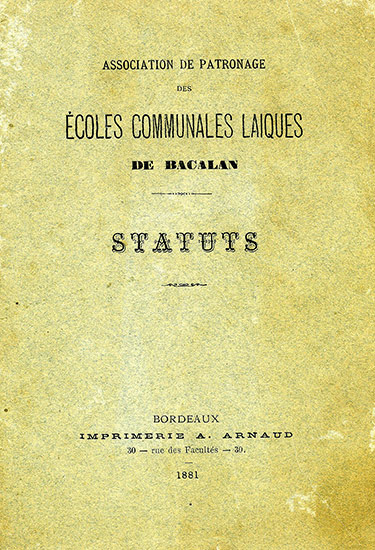 ASSOCIATION DE PATRONAGE
DES
ÉCOLES COMMUNALES LAIQUES
DE BACALAN
STATUTS
BORDEAUX
IMPRIMERIE A. ARNAUD
30 — rue des Facultés — 30.
1881